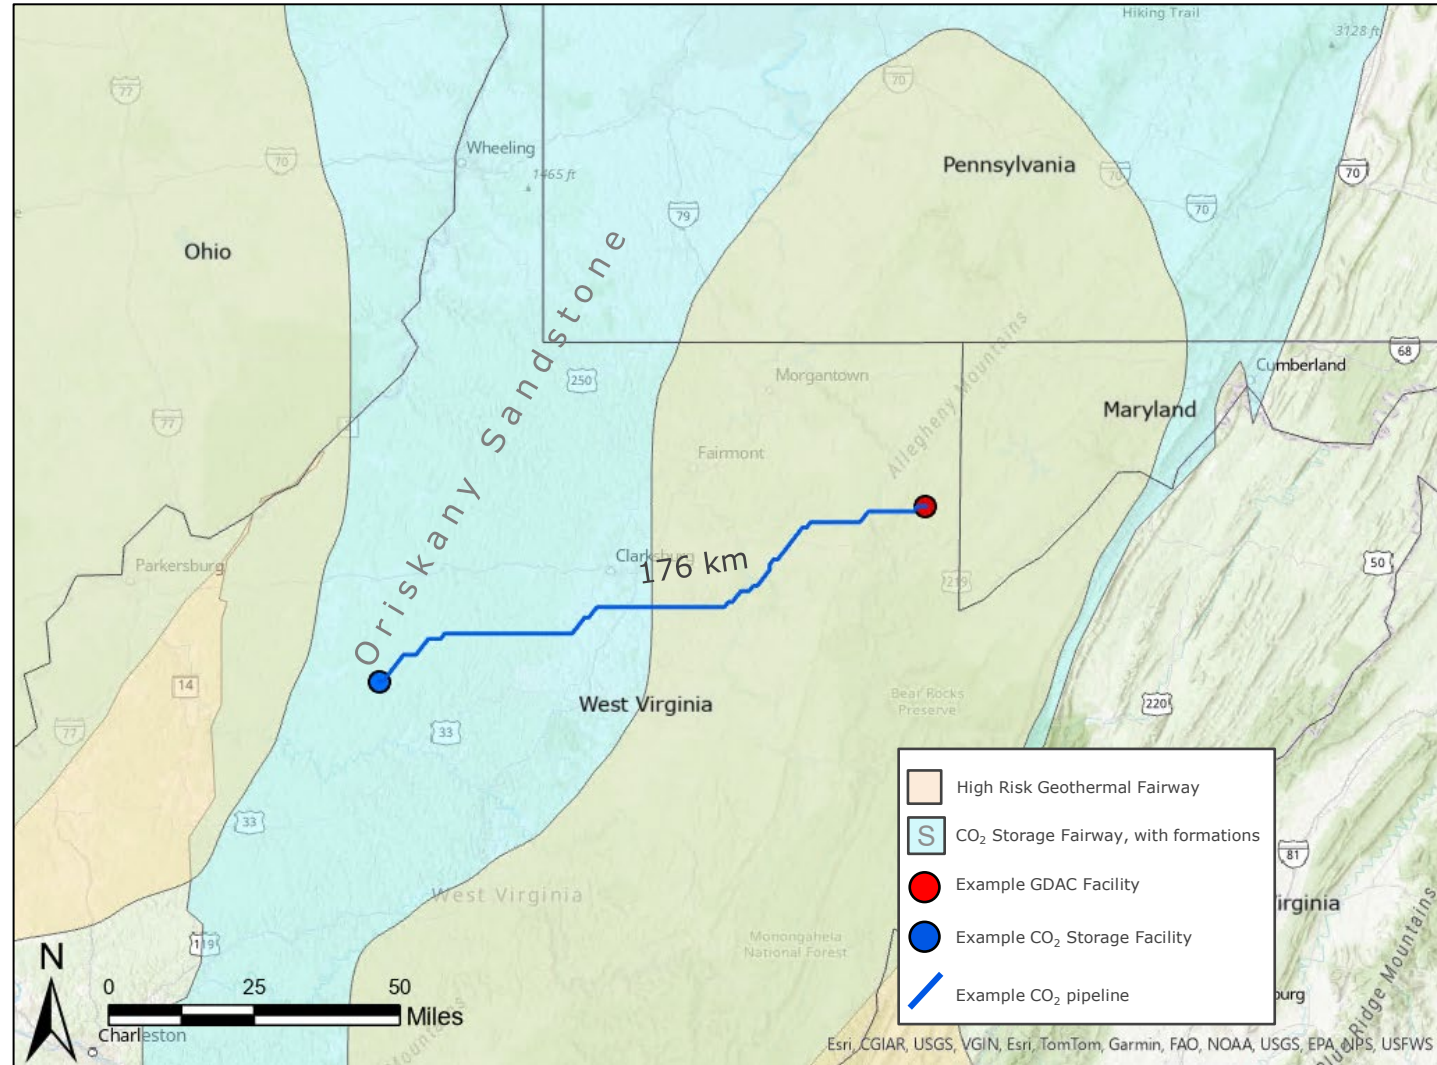 Hiking Trail
3128 ft
77
70
Wheeling
1465 ft
70
Pennsylvania
70
70
70
79
Ohio
Oriskany Sandstone
250
Morgantown
Allegheny Mountains
68
Cumberland
Maryland
77
Fairmont
Clarksburg
176 km
Parkersburg
219
50
14
77
33
West Virginia
Bear Rocks
Preserve
220
33
West Virginia
119
Monongahela
National Forest
High Risk Geothermal Fairway
S CO₂ Storage Fairway, with formations
Example GDAC Facility
Example CO₂ Storage Facility
Example CO₂ pipeline
81
irginia
burg
Blue Ridge Mountains
ountains
N
0 25 50
Miles
Charleston
Esri, CGIAR, USGS, VGIN, Esri, TomTom, Garmin, FAO, NOAA, USGS, EPA, NPS, USFWS